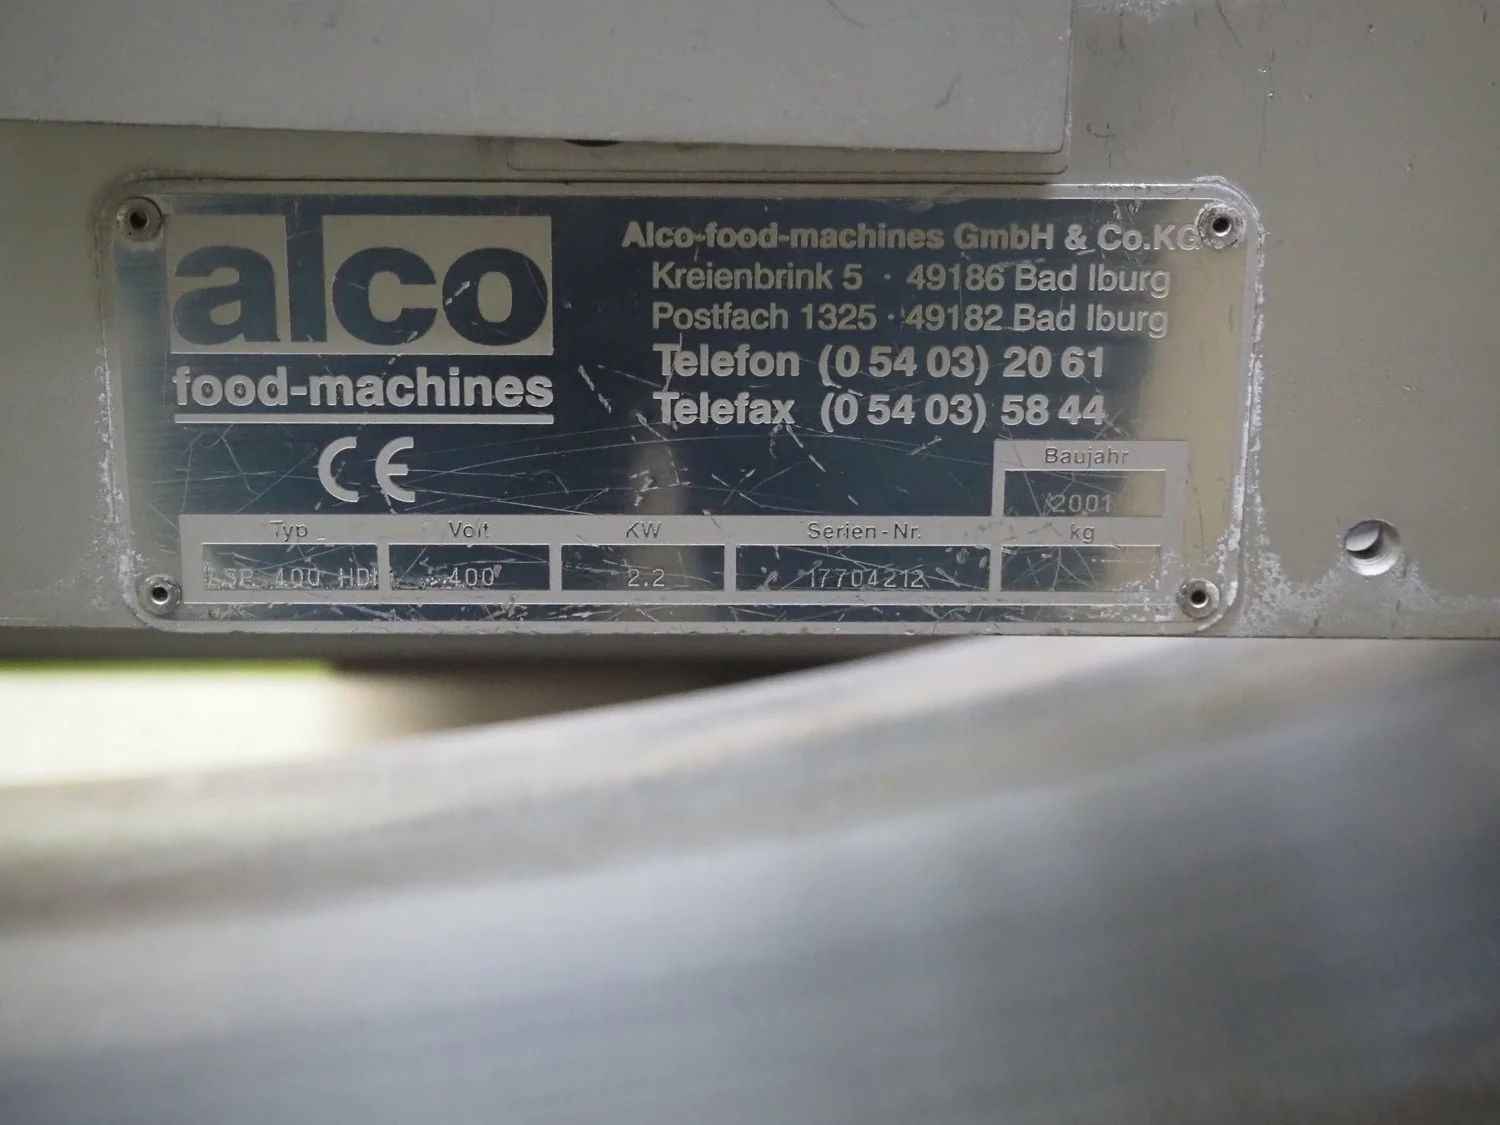 alco
food-machines
Alco-food-machines GmbH & Co.KG
Kreienbrink 5 · 49186 Bad Iburg
Postfach 1325 · 49182 Bad Iburg
Telefon (0 54 03) 20 61
Telefax (0 54 03) 58 44
CE
Baujahr
2001
Typ Volt KW Serien-Nr. kg
400 400 2.2 17704212